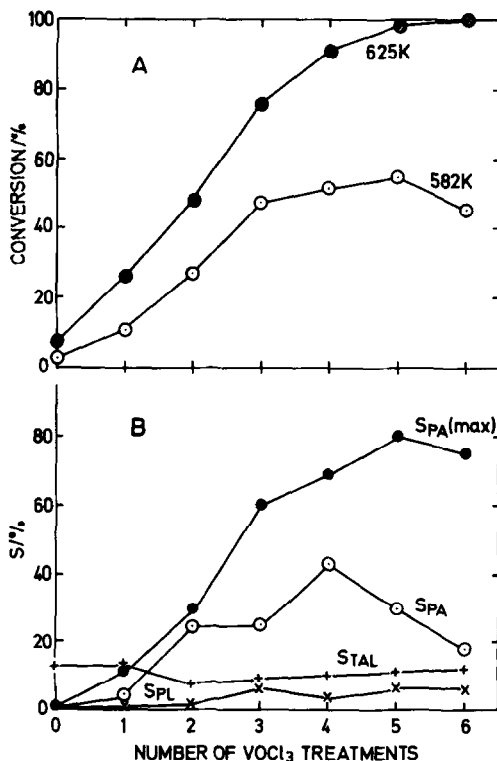 100
A
625K
80
60
582K
40
20
0
CONVERSION/%
B
SPA(max)
80
60
S/%
40
SPA
STAL
20
SPL
0
0 1 2 3 4 5 6
NUMBER OF VOCl3 TREATMENTS